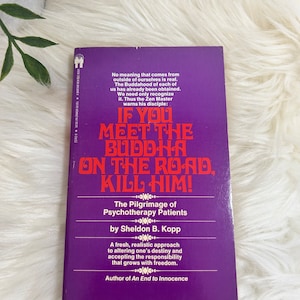 No meaning that comes from
outside of ourselves is real.
The Buddahood of each of
us has already been obtained.
We need only recognize
it. Thus the Zen Master
warns his disciple:
IF YOU
MEET THE
BUDDHA
ON THE ROAD,
KILL HIM!
The Pilgrimage of
Psychotherapy Patients
by Sheldon B. Kopp
A fresh, realistic approach
to altering one's destiny and
accepting the responsibility
that grows with freedom.
Author of An End to Innocence